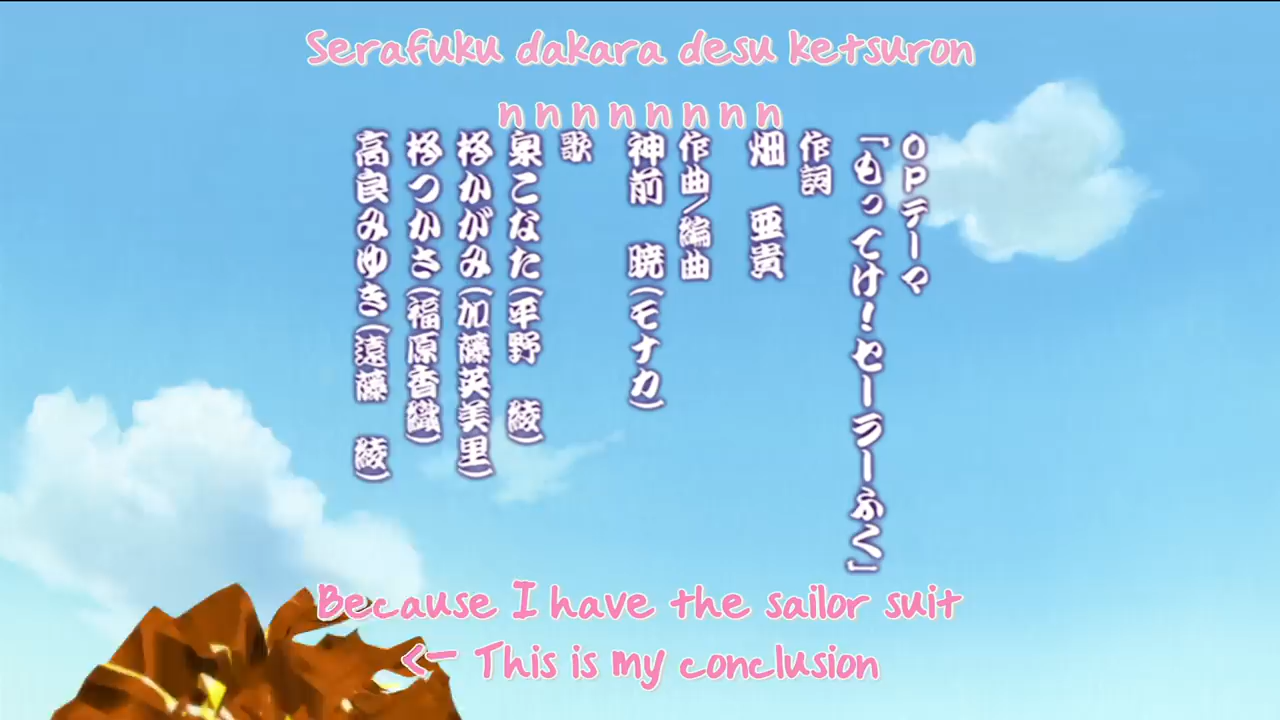 Serafuku dakara desu ketsuron
n n n n n n n n
OPテーマ
「もってけ!セーラーふく」
作詞
畑 亜貴
作曲/編曲
神前 暁(モナカ)
歌
泉こなた(平野 綾)
柊かがみ(加藤英美里)
柊つかさ(福原香織)
高良みゆき(遠藤 綾)
Because I have the sailor suit
<- This is my conclusion